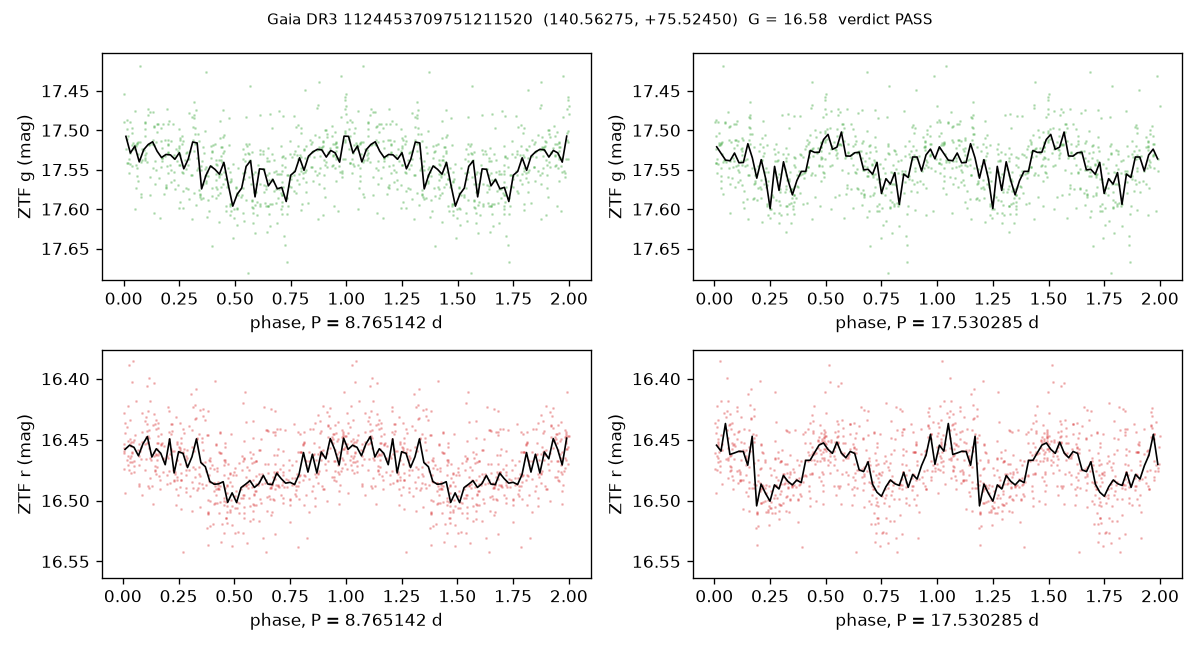 Gaia DR3 1124453709751211520 (140.56275, +75.52450) G = 16.58 verdict PASS
ZTF g (mag)
17.45
17.50
17.55
17.60
17.65
0.00 0.25 0.50 0.75 1.00 1.25 1.50 1.75 2.00
phase, P = 8.765142 d
ZTF g (mag)
17.45
17.50
17.55
17.60
17.65
0.00 0.25 0.50 0.75 1.00 1.25 1.50 1.75 2.00
phase, P = 17.530285 d
ZTF r (mag)
16.40
16.45
16.50
16.55
0.00 0.25 0.50 0.75 1.00 1.25 1.50 1.75 2.00
phase, P = 8.765142 d
ZTF r (mag)
16.40
16.45
16.50
16.55
0.00 0.25 0.50 0.75 1.00 1.25 1.50 1.75 2.00
phase, P = 17.530285 d